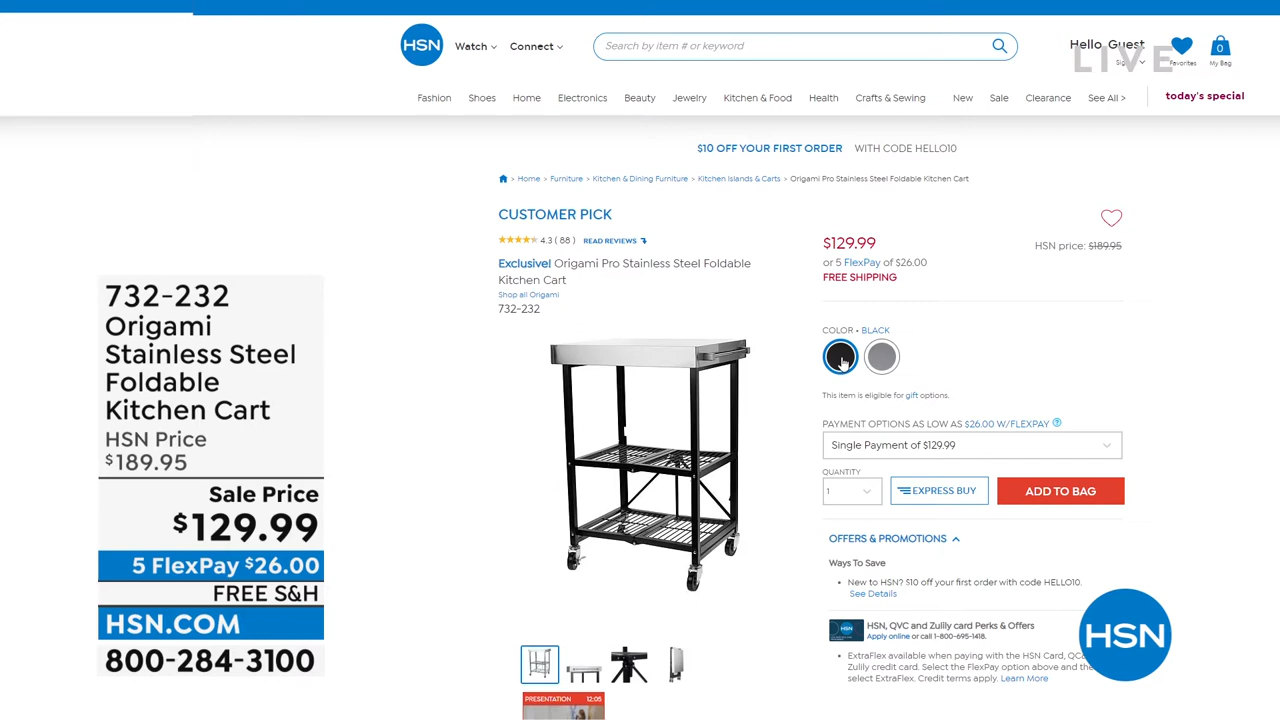 HSN
Watch
Connect
Search by item # or keyword
Hello, Guest
LIVE
Favorites
0
My Bag
Fashion
Shoes
Home
Electronics
Beauty
Jewelry
Kitchen & Food
Health
Crafts & Sewing
New
Sale
Clearance
See All >
today's special
$10 OFF YOUR FIRST ORDER WITH CODE HELLO10
> Home > Furniture > Kitchen & Dining Furniture > Kitchen Islands & Carts > Origami Pro Stainless Steel Foldable Kitchen Cart
CUSTOMER PICK
4.3 ( 88 ) READ REVIEWS
Exclusive! Origami Pro Stainless Steel Foldable
Kitchen Cart
Shop all Origami
732-232
$129.99
HSN price: $189.95
or 5 FlexPay of $26.00
FREE SHIPPING
COLOR • BLACK
This item is eligible for gift options.
PAYMENT OPTIONS AS LOW AS $26.00 W/FLEXPAY ?
Single Payment of $129.99
QUANTITY
1
EXPRESS BUY
ADD TO BAG
OFFERS & PROMOTIONS
Ways To Save
• New to HSN? $10 off your first order with code HELLO10.
See Details
HSN, QVC and Zulily card Perks & Offers
Apply online or call 1-800-695-1418.
• ExtraFlex available when paying with the HSN Card, QC
Zulily credit card. Select the FlexPay option above and the
select ExtraFlex. Credit terms apply. Learn More
PRESENTATION 12:05
732-232
Origami
Stainless Steel
Foldable
Kitchen Cart
HSN Price
$189.95
Sale Price
$129.99
5 FlexPay $26.00
FREE S&H
HSN.COM
800-284-3100
HSN